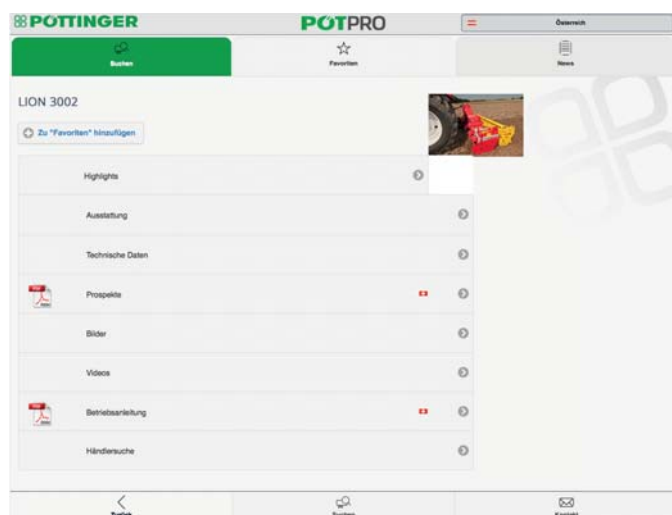 PÖTTINGER
PÖTPRO
Österreich
Suchen
Favoriten
News
LION 3002
Zu "Favoriten" hinzufügen
Highlights
Ausstattung
Technische Daten
Prospekte
Bilder
Videos
Betriebsanleitung
Händlersuche
Zurück
Suchen
Kontakt